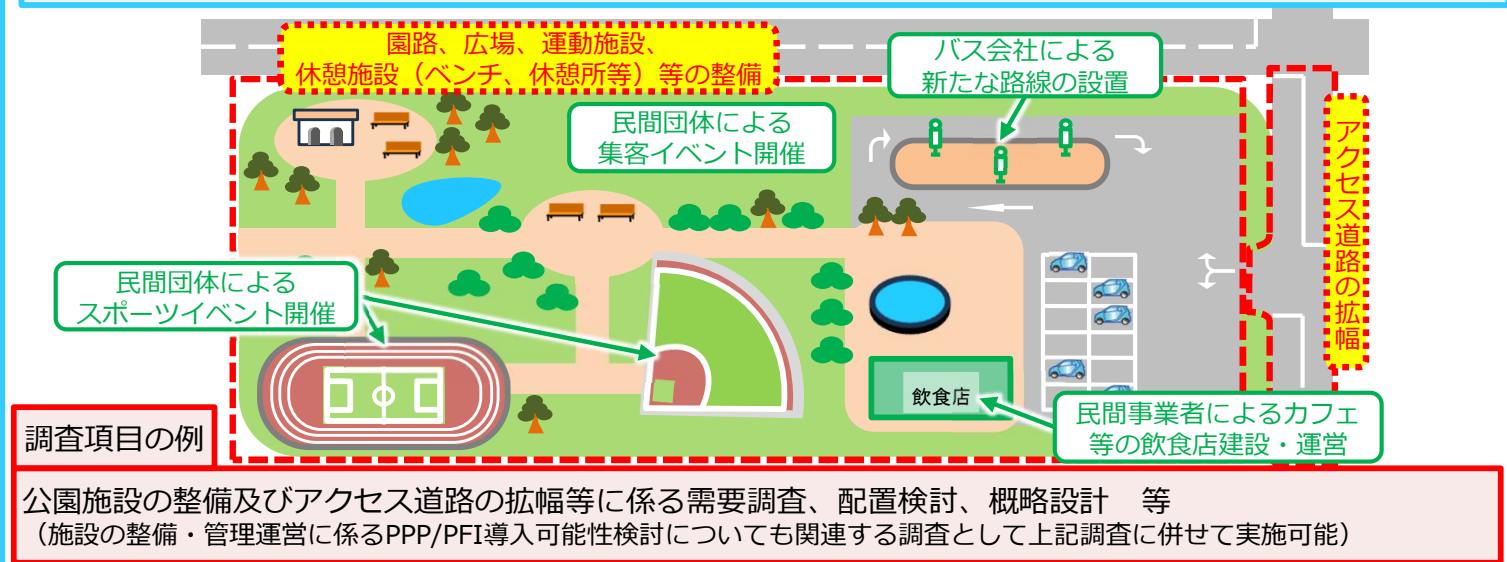 園路、広場、運動施設、
休憩施設（ベンチ、休憩所等）等の整備
バス会社による
新たな路線の設置
民間団体による
集客イベント開催
アクセス道路の拡幅
民間団体による
スポーツイベント開催
飲食店
民間事業者によるカフェ
等の飲食店建設・運営
調査項目の例
公園施設の整備及びアクセス道路の拡幅等に係る需要調査、配置検討、概略設計　等
（施設の整備・管理運営に係るPPP/PFI導入可能性検討についても関連する調査として上記調査に併せて実施可能）